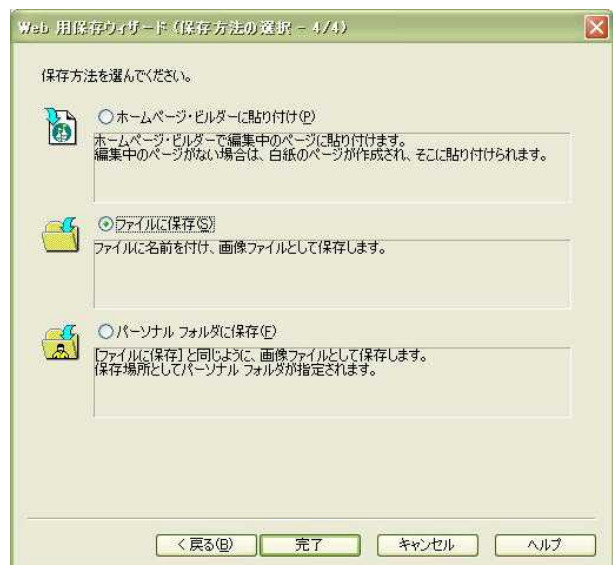 Web 用保存ウィザード (保存方法の選択 - 4/4)
保存方法を選んでください。
ホームページ・ビルダーに貼り付け(P)
ホームページ・ビルダーで編集中のページに貼り付けます。
編集中のページがない場合は、白紙のページが作成され、そこに貼り付けられます。
ファイルに保存(S)
ファイルに名前を付け、画像ファイルとして保存します。
パーソナル フォルダに保存(F)
[ファイルに保存] と同じように、画像ファイルとして保存します。
保存場所としてパーソナル フォルダが指定されます。
< 戻る(B) 完了 キャンセル ヘルプ